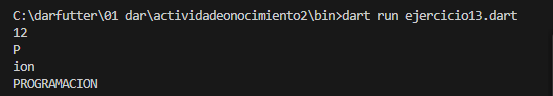 C:\darfutter\01 dar\actividadeonocimiento2\bin>dart run ejercicio13.dart
12
P
ion
PROGRAMACION